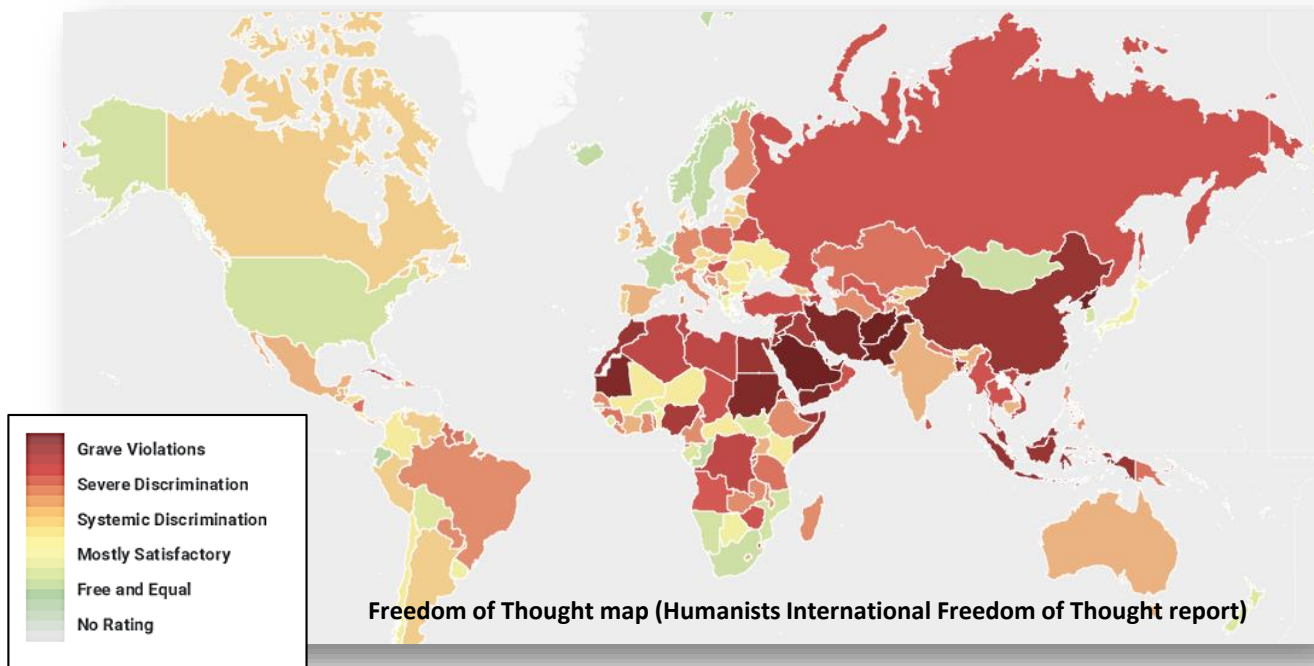 Grave Violations
Severe Discrimination
Systemic Discrimination
Mostly Satisfactory
Free and Equal
No Rating
Freedom of Thought map (Humanists International Freedom of Thought report)